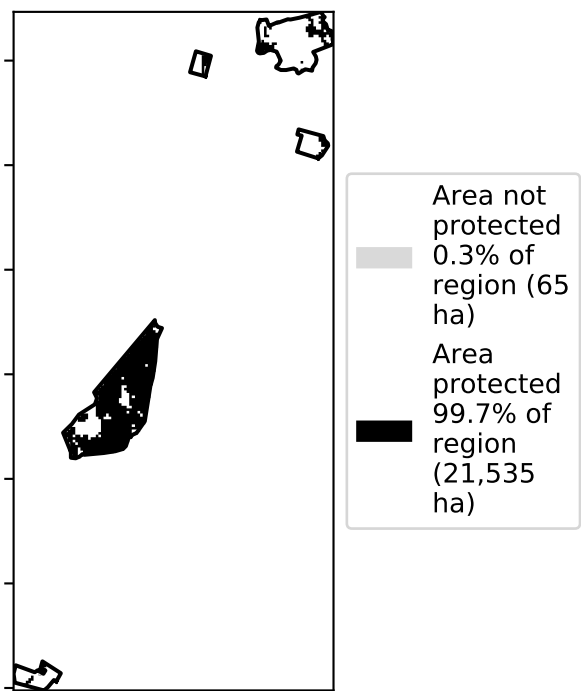 Area not
protected
0.3% of
region (65
ha)
Area
protected
99.7% of
region
(21,535
ha)